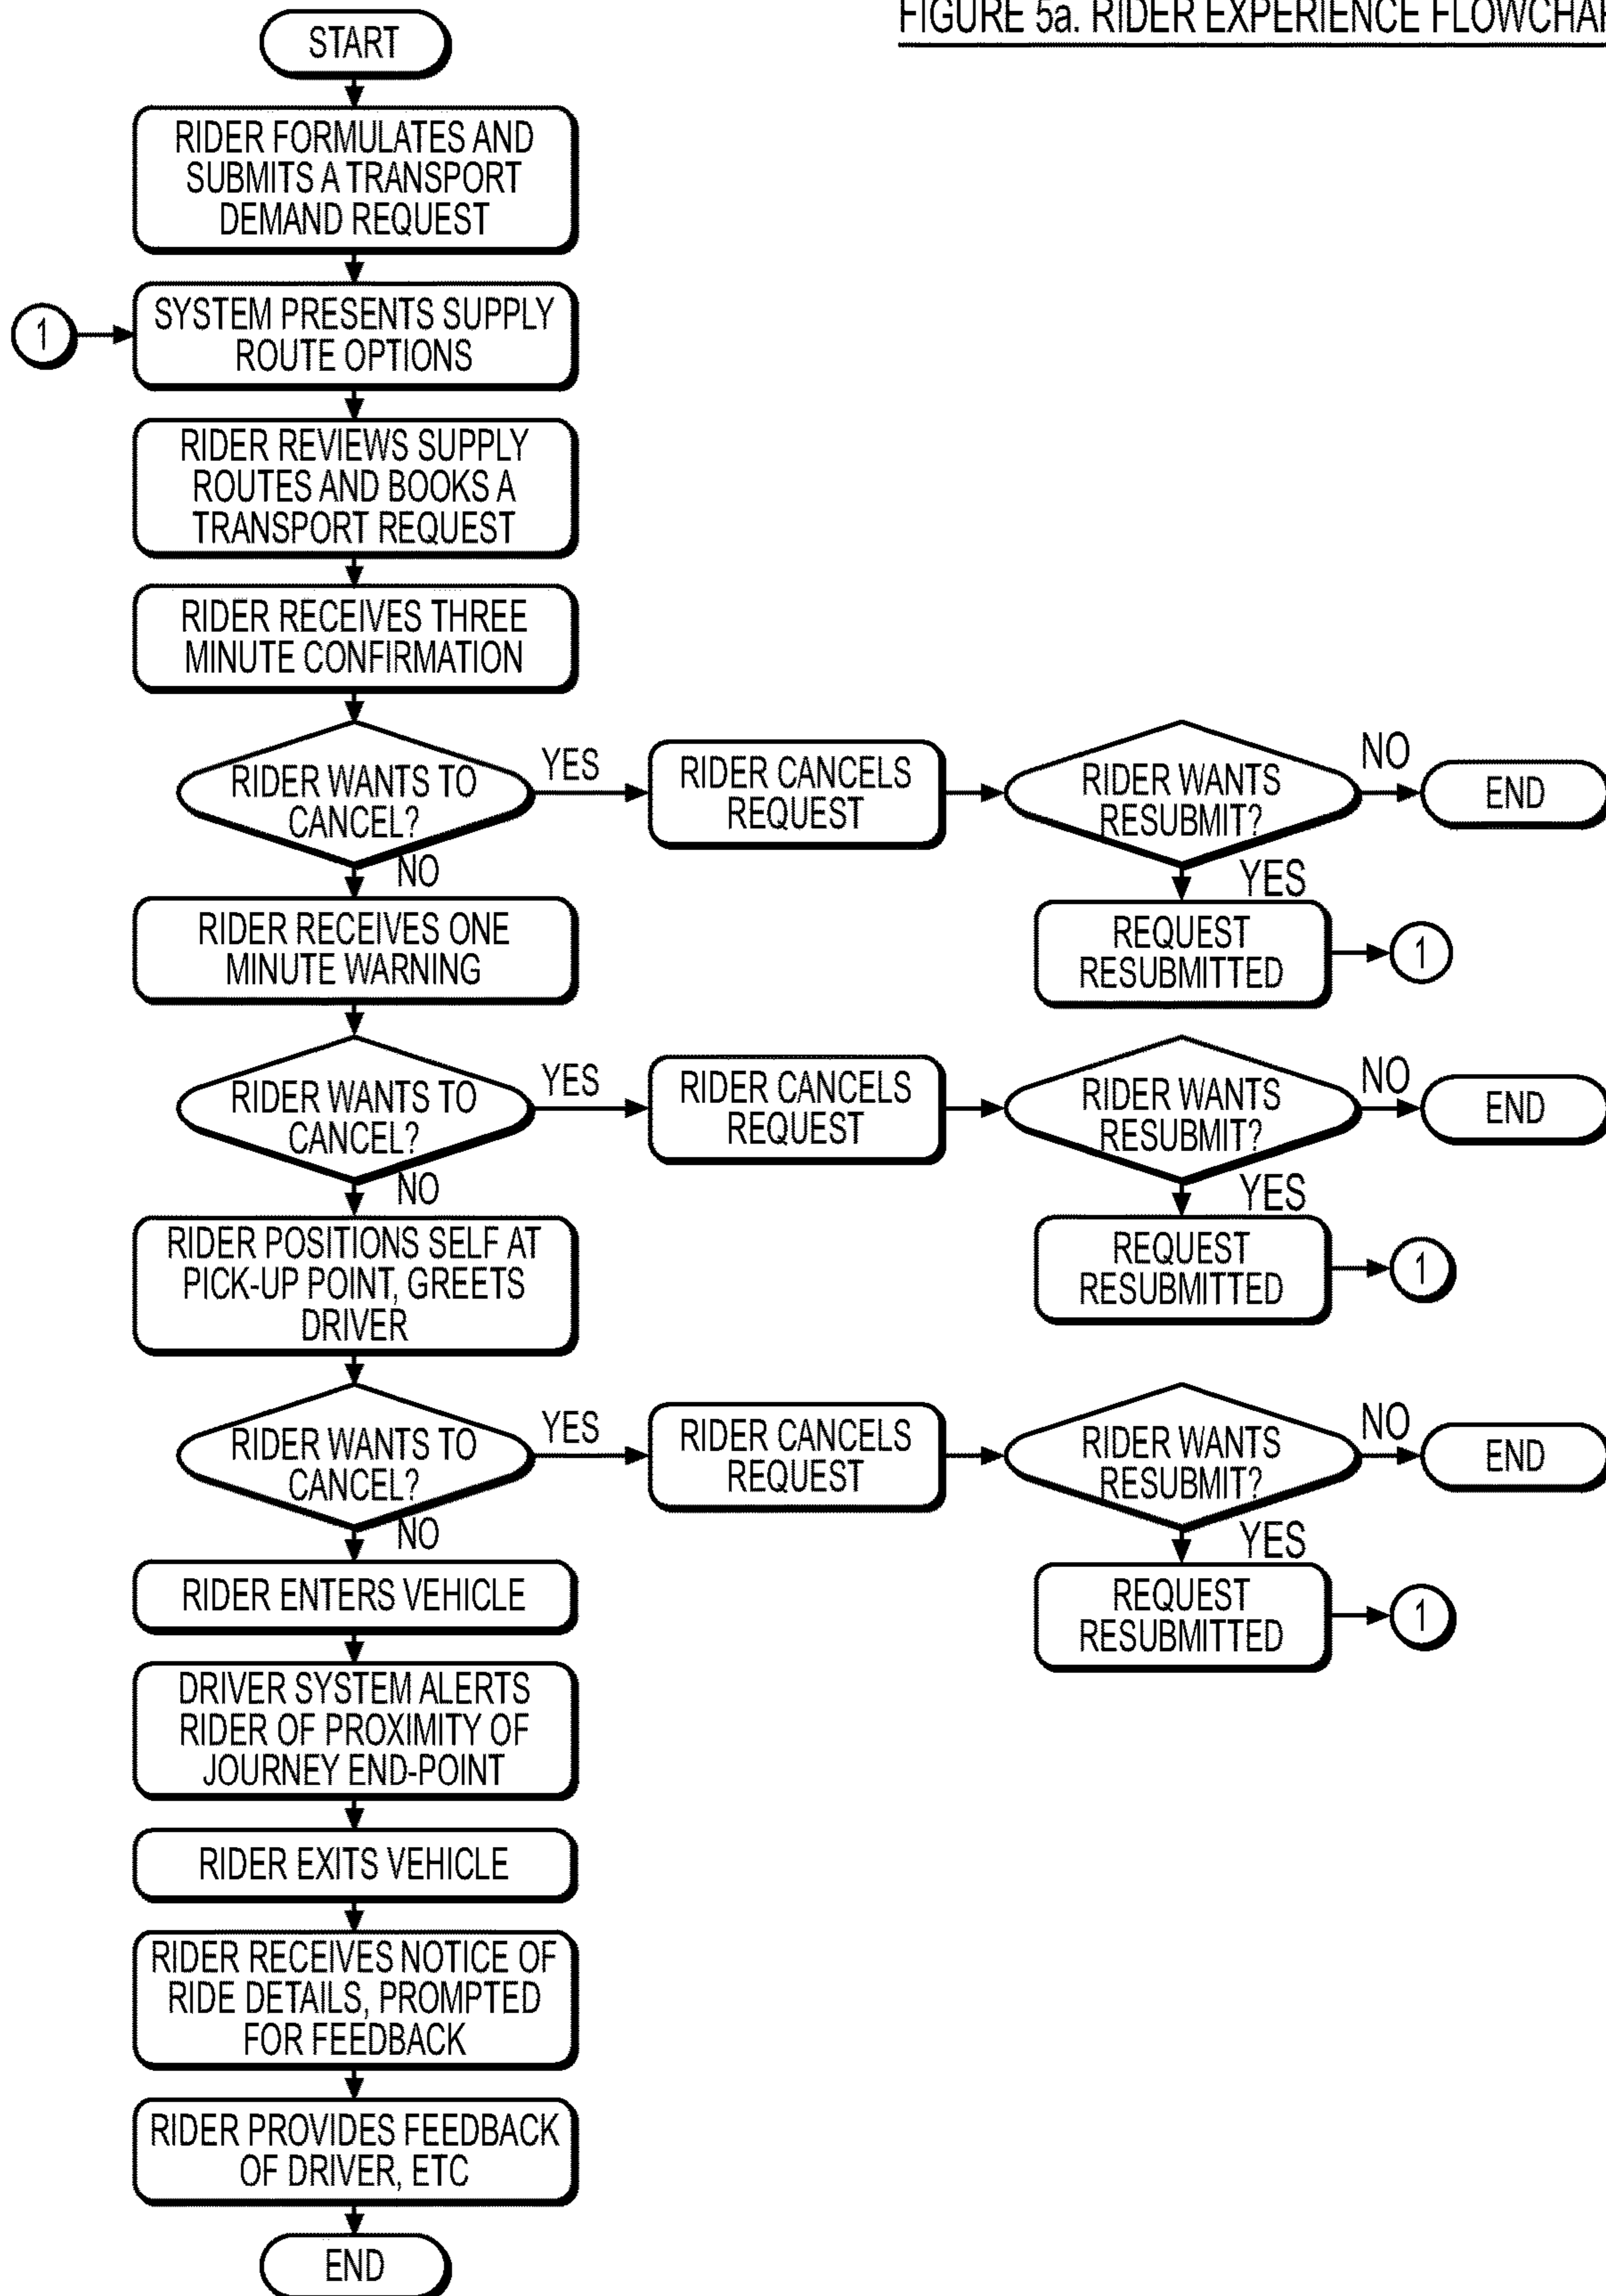 FIGURE 5a. RIDER EXPERIENCE FLOWCHAR
START
RIDER FORMULATES AND
SUBMITS A TRANSPORT
DEMAND REQUEST
1
SYSTEM PRESENTS SUPPLY
ROUTE OPTIONS
RIDER REVIEWS SUPPLY
ROUTES AND BOOKS A
TRANSPORT REQUEST
RIDER RECEIVES THREE
MINUTE CONFIRMATION
RIDER WANTS TO
CANCEL?
YES
RIDER CANCELS
REQUEST
RIDER WANTS
RESUBMIT?
NO
END
NO
YES
RIDER RECEIVES ONE
MINUTE WARNING
REQUEST
RESUBMITTED
1
RIDER WANTS TO
CANCEL?
YES
RIDER CANCELS
REQUEST
RIDER WANTS
RESUBMIT?
NO
END
NO
YES
RIDER POSITIONS SELF AT
PICK-UP POINT, GREETS
DRIVER
REQUEST
RESUBMITTED
1
RIDER WANTS TO
CANCEL?
YES
RIDER CANCELS
REQUEST
RIDER WANTS
RESUBMIT?
NO
END
NO
YES
RIDER ENTERS VEHICLE
REQUEST
RESUBMITTED
1
DRIVER SYSTEM ALERTS
RIDER OF PROXIMITY OF
JOURNEY END-POINT
RIDER EXITS VEHICLE
RIDER RECEIVES NOTICE OF
RIDE DETAILS, PROMPTED
FOR FEEDBACK
RIDER PROVIDES FEEDBACK
OF DRIVER, ETC
END